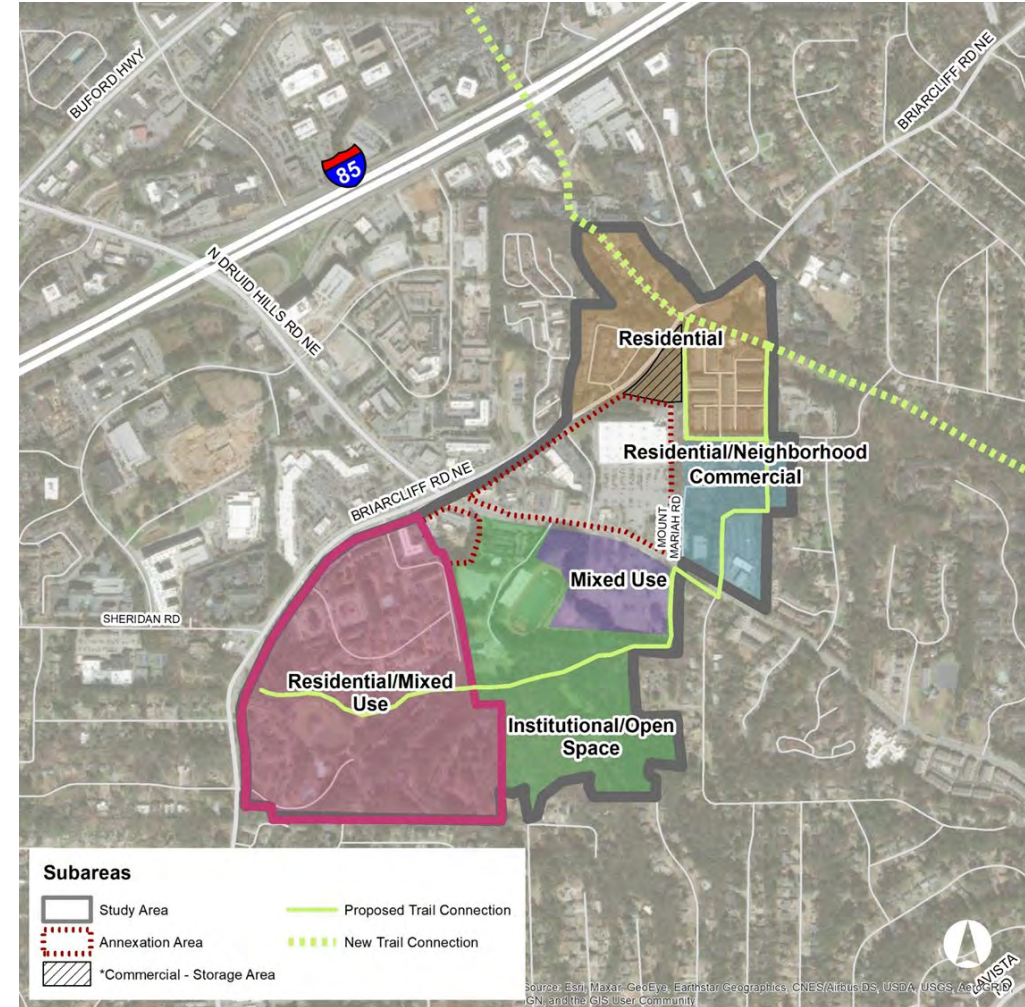 BUFORD HWY
BRIARCLIFF RD NE
85
N DRUID HILLS RD NE
Residential
Residential/Neighborhood
Commercial
BRIARCLIFF RD NE
MOUNT
MARIAH RD
Mixed Use
SHERIDAN RD
Residential/Mixed
Use
Institutional/Open
Space
Subareas
Study Area
Proposed Trail Connection
Annexation Area
New Trail Connection
*Commercial - Storage Area
RD
Source: Esri, Maxar, GeoEye, Earthstar Geographics, CNES/Airbus DS, USDA, USGS,
and the GIS User Community